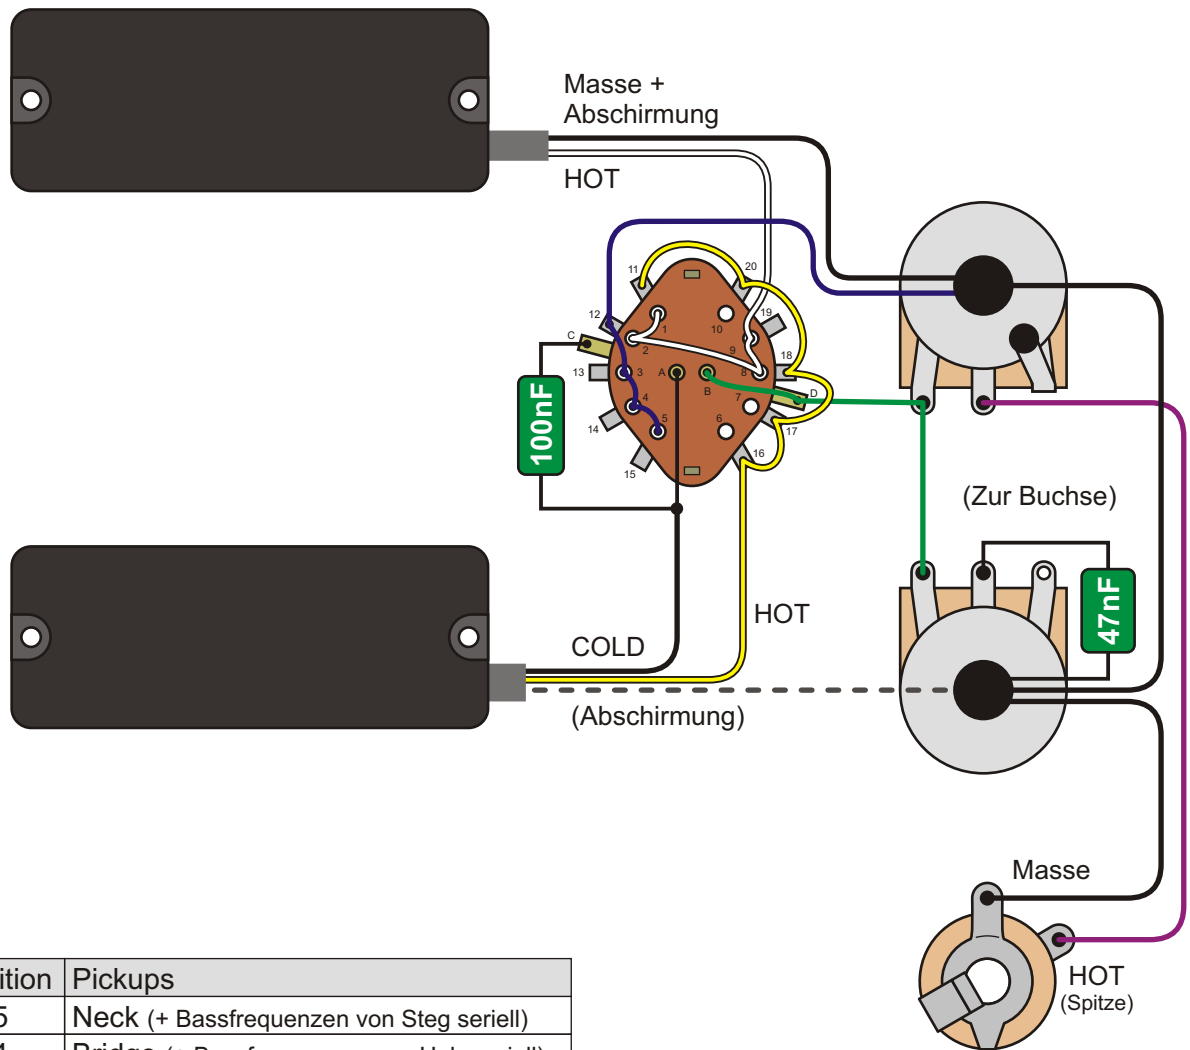 Masse +
Abschirmung
HOT
11
20
12
1
10
19
C
2
9
18
13
3
A
B
8
D
4
7
14
5
6
17
15
16
100nF
(Zur Buchse)
47nF
HOT
COLD
(Abschirmung)
Masse
HOT
(Spitze)
ition Pickups
5 Neck (+ Bassfrequenzen von Steg seriell)